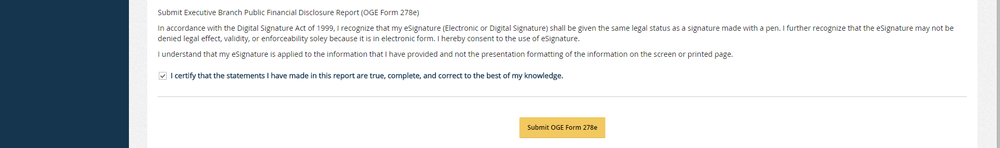 Submit Executive Branch Public Financial Disclosure Report (OGE Form 278e)
In accordance with the Digital Signature Act of 1999, I recognize that my eSignature (Electronic or Digital Signature) shall be given the same legal status as a signature made with a pen. I further recognize that the eSignature may not be
denied legal effect, validity, or enforceability soley because it is in electronic form. I hereby consent to the use of eSignature.
I understand that my eSignature is applied to the information that I have provided and not the presentation formatting of the information on the screen or printed page.
I certify that the statements I have made in this report are true, complete, and correct to the best of my knowledge.
Submit OGE Form 278e